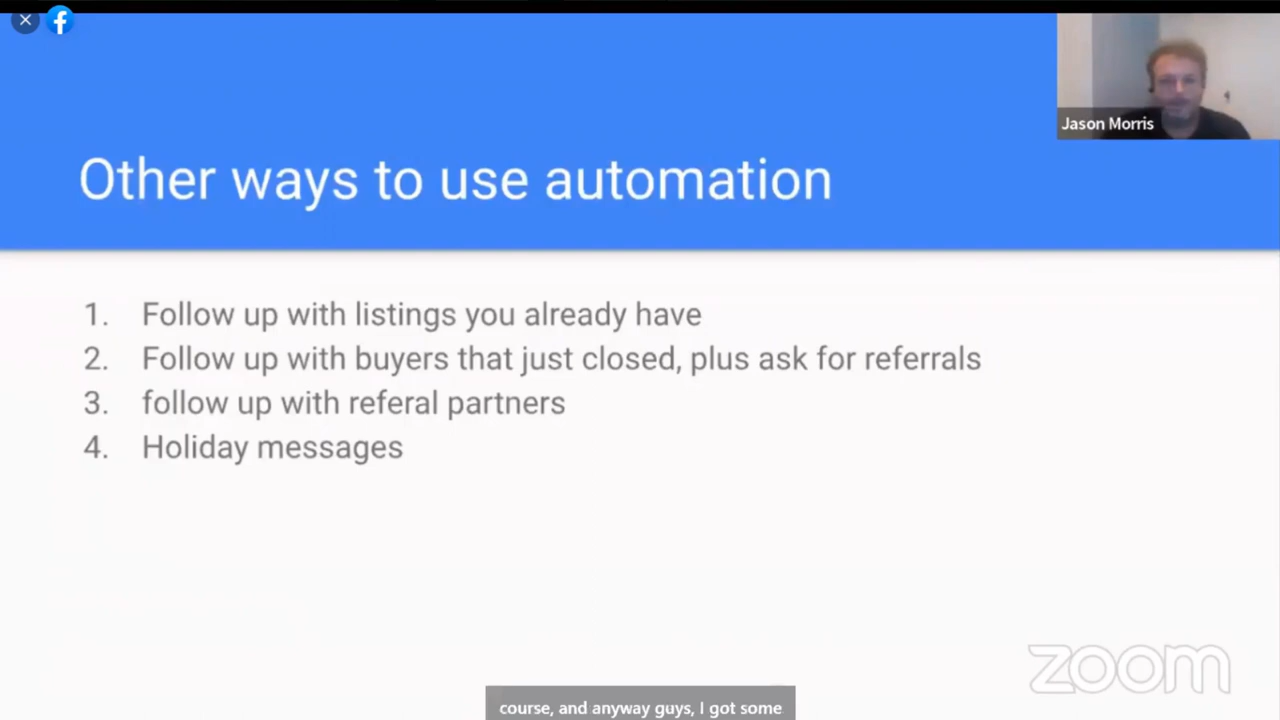 Jason Morris
Other ways to use automation
1. Follow up with listings you already have
2. Follow up with buyers that just closed, plus ask for referrals
3. follow up with referal partners
4. Holiday messages
zoom
course, and anyway guys, I got some